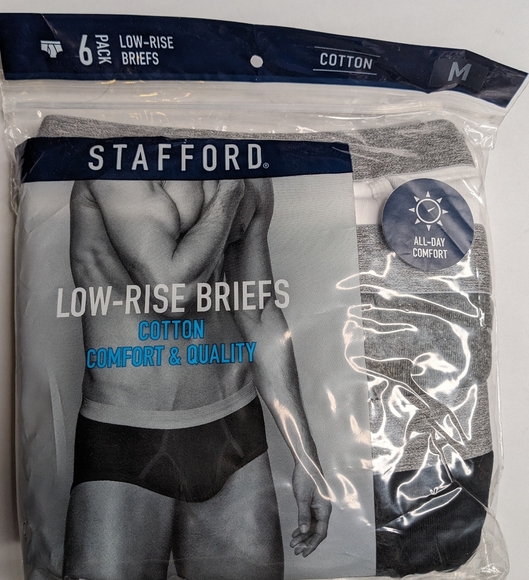 6 PACK
LOW-RISE
BRIEFS
COTTON
M
STAFFORD®
ALL-DAY
COMFORT
LOW-RISE BRIEFS
COTTON
COMFORT & QUALITY